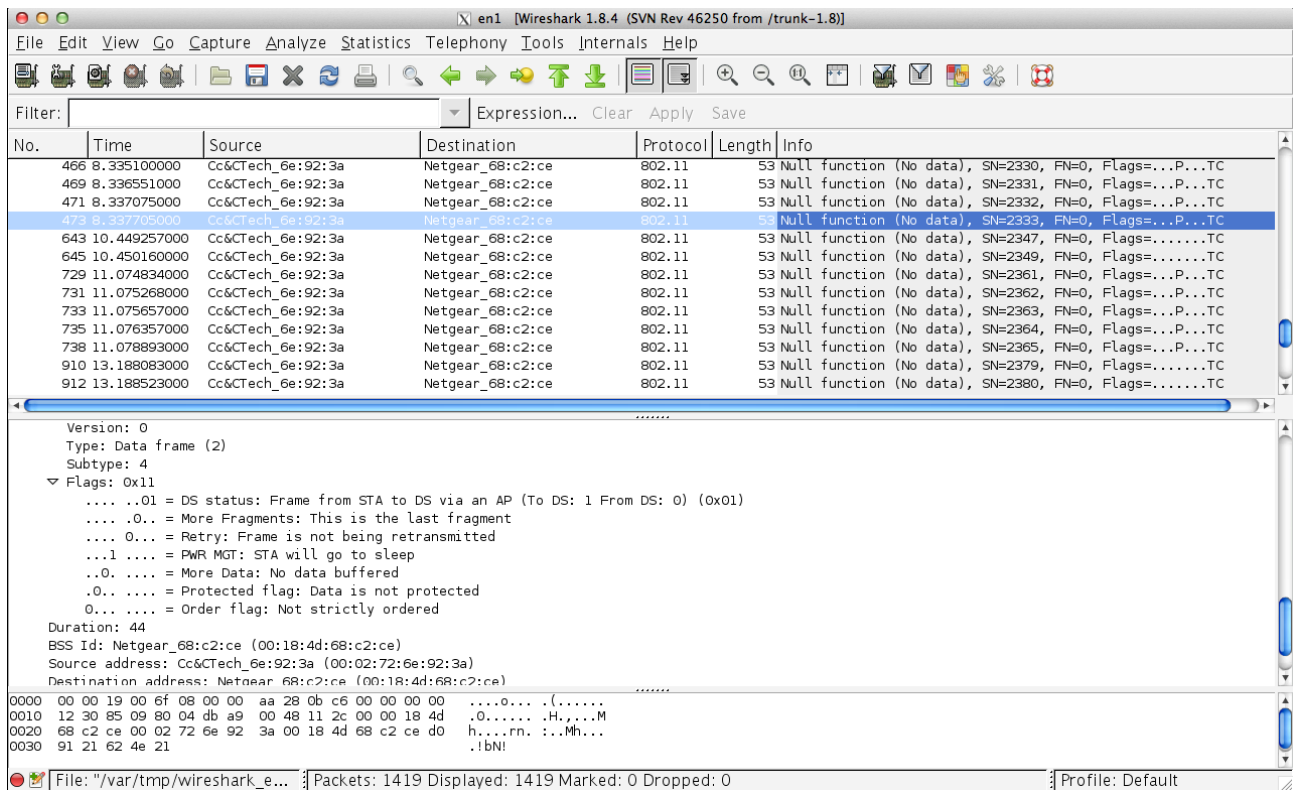 en1 [Wireshark 1.8.4 (SVN Rev 46250 from /trunk-1.8)]
File Edit View Go Capture Analyze Statistics Telephony Tools Internals Help
Filter: Expression... Clear Apply Save
No. Time Source Destination Protocol Length Info
466 8.335100000 Cc&CTech_6e:92:3a Netgear_68:c2:ce 802.11 53 Null function (No data), SN=2330, FN=0, Flags=...P...TC
469 8.336551000 Cc&CTech_6e:92:3a Netgear_68:c2:ce 802.11 53 Null function (No data), SN=2331, FN=0, Flags=...P...TC
471 8.337075000 Cc&CTech_6e:92:3a Netgear_68:c2:ce 802.11 53 Null function (No data), SN=2332, FN=0, Flags=...P...TC
473 8.337705000 Cc&CTech_6e:92:3a Netgear_68:c2:ce 802.11 53 Null function (No data), SN=2333, FN=0, Flags=...P...TC
643 10.449257000 Cc&CTech_6e:92:3a Netgear_68:c2:ce 802.11 53 Null function (No data), SN=2347, FN=0, Flags=.......TC
645 10.450160000 Cc&CTech_6e:92:3a Netgear_68:c2:ce 802.11 53 Null function (No data), SN=2349, FN=0, Flags=.......TC
729 11.074834000 Cc&CTech_6e:92:3a Netgear_68:c2:ce 802.11 53 Null function (No data), SN=2361, FN=0, Flags=...P...TC
731 11.075268000 Cc&CTech_6e:92:3a Netgear_68:c2:ce 802.11 53 Null function (No data), SN=2362, FN=0, Flags=...P...TC
733 11.075657000 Cc&CTech_6e:92:3a Netgear_68:c2:ce 802.11 53 Null function (No data), SN=2363, FN=0, Flags=...P...TC
735 11.076357000 Cc&CTech_6e:92:3a Netgear_68:c2:ce 802.11 53 Null function (No data), SN=2364, FN=0, Flags=...P...TC
738 11.078893000 Cc&CTech_6e:92:3a Netgear_68:c2:ce 802.11 53 Null function (No data), SN=2365, FN=0, Flags=...P...TC
910 13.188083000 Cc&CTech_6e:92:3a Netgear_68:c2:ce 802.11 53 Null function (No data), SN=2379, FN=0, Flags=.......TC
912 13.188523000 Cc&CTech_6e:92:3a Netgear_68:c2:ce 802.11 53 Null function (No data), SN=2380, FN=0, Flags=.......TC
Version: 0
Type: Data frame (2)
Subtype: 4
Flags: 0x11
.... ..01 = DS status: Frame from STA to DS via an AP (To DS: 1 From DS: 0) (0x01)
.... .0.. = More Fragments: This is the last fragment
.... 0... = Retry: Frame is not being retransmitted
...1 .... = PWR MGT: STA will go to sleep
..0. .... = More Data: No data buffered
.0.. .... = Protected flag: Data is not protected
0... .... = Order flag: Not strictly ordered
Duration: 44
BSS Id: Netgear_68:c2:ce (00:18:4d:68:c2:ce)
Source address: Cc&CTech_6e:92:3a (00:02:72:6e:92:3a)
Destination address: Netgear_68:c2:ce (00:18:4d:68:c2:ce)
0000 00 00 19 00 6f 08 00 00 aa 28 0b c6 00 00 00 00 ....o... .(......
0010 12 30 85 09 80 04 db a9 00 48 11 2c 00 00 18 4d .0...... .H.,...M
0020 68 c2 ce 00 02 72 6e 92 3a 00 18 4d 68 c2 ce d0 h....rn. :..Mh...
0030 91 21 62 4e 21 .!bN!
File: "/var/tmp/wireshark_e... Packets: 1419 Displayed: 1419 Marked: 0 Dropped: 0 Profile: Default